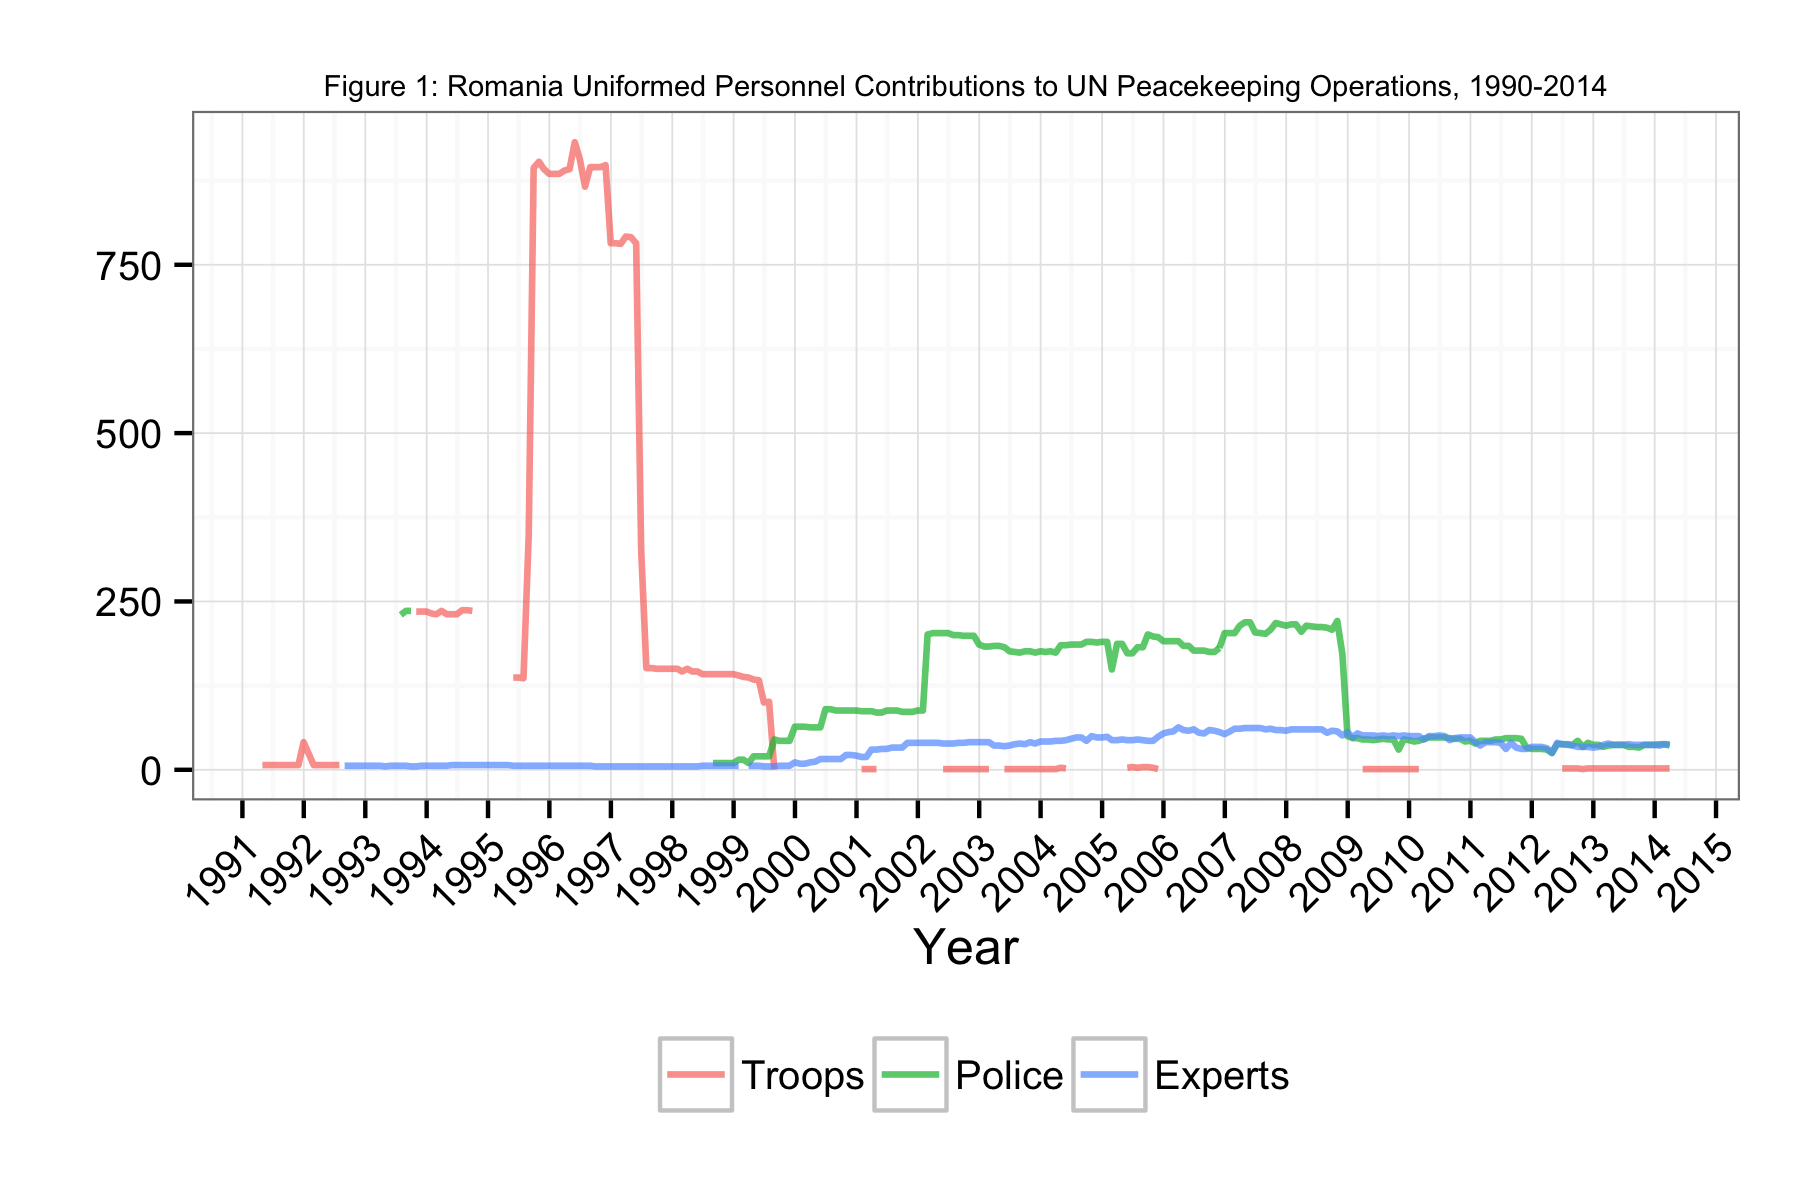 Figure 1: Romania Uniformed Personnel Contributions to UN Peacekeeping Operations, 1990-2014
750
500
250
0
1991 1992 1993 1994 1995 1996 1997 1998 1999 2000 2001 2002 2003 2004 2005 2006 2007 2008 2009 2010 2011 2012 2013 2014 2015
Year
Troops Police Experts